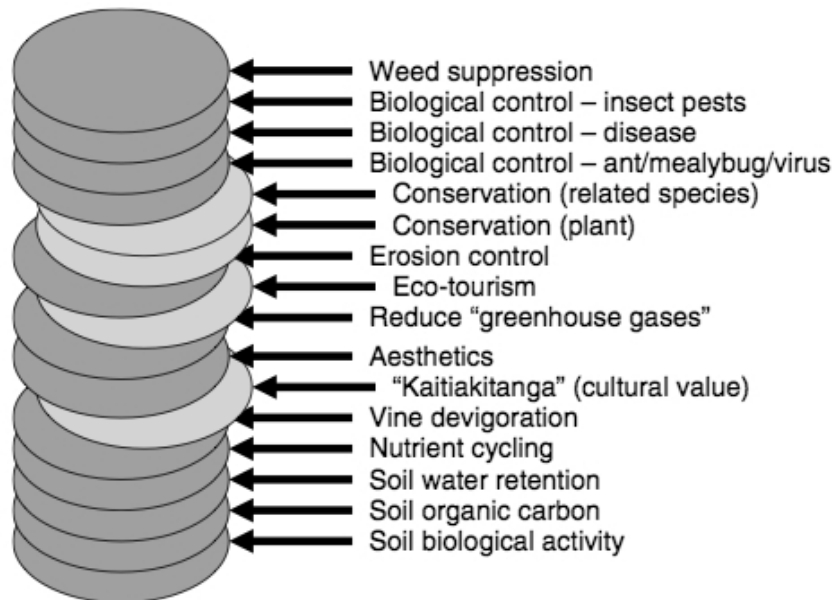 Weed suppression
Biological control – insect pests
Biological control – disease
Biological control – ant/mealybug/virus
Conservation (related species)
Conservation (plant)
Erosion control
Eco-tourism
Reduce “greenhouse gases”
Aesthetics
“Kaitiakitanga” (cultural value)
Vine devigoration
Nutrient cycling
Soil water retention
Soil organic carbon
Soil biological activity